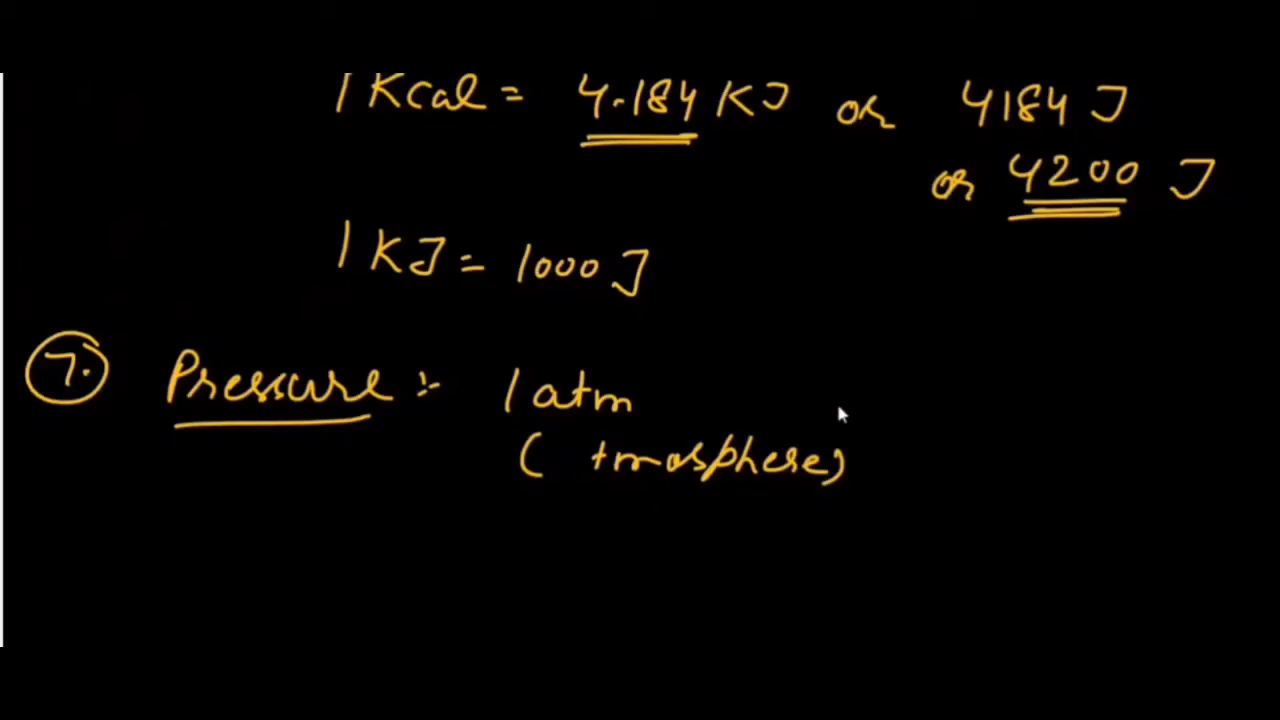 1 Kcal = 4.184 KJ or 4184 J
or 4200 J
1 KJ = 1000 J
7. Pressure :- 1 atm
( tmosphere)